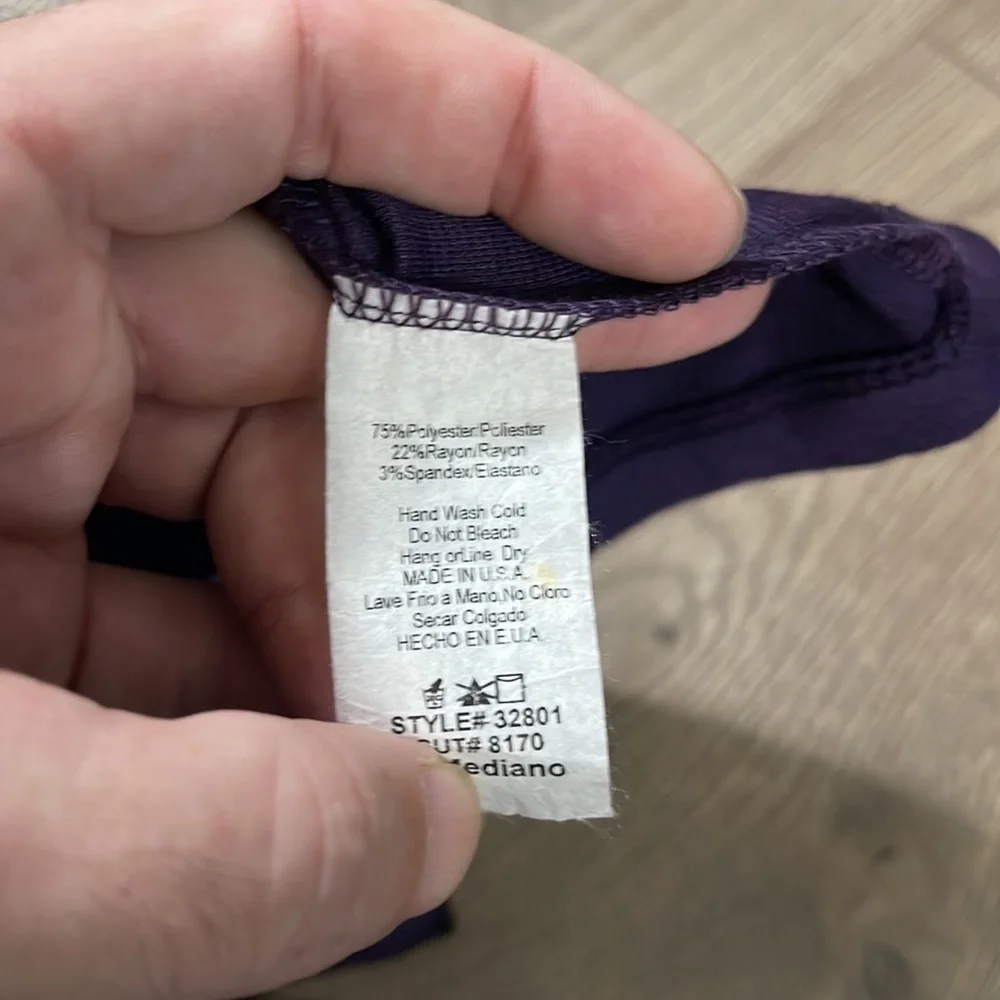 75%Polyester/Poliester
22%Rayon/Rayon
3%Spandex/Elastano
Hand Wash Cold
Do Not Bleach
Hang orLine Dry
MADE IN U.S.A.
Lave Frio a Mano.No Cloro
Secar Colgado
HECHO EN E.U.A.
STYLE# 32801
8170